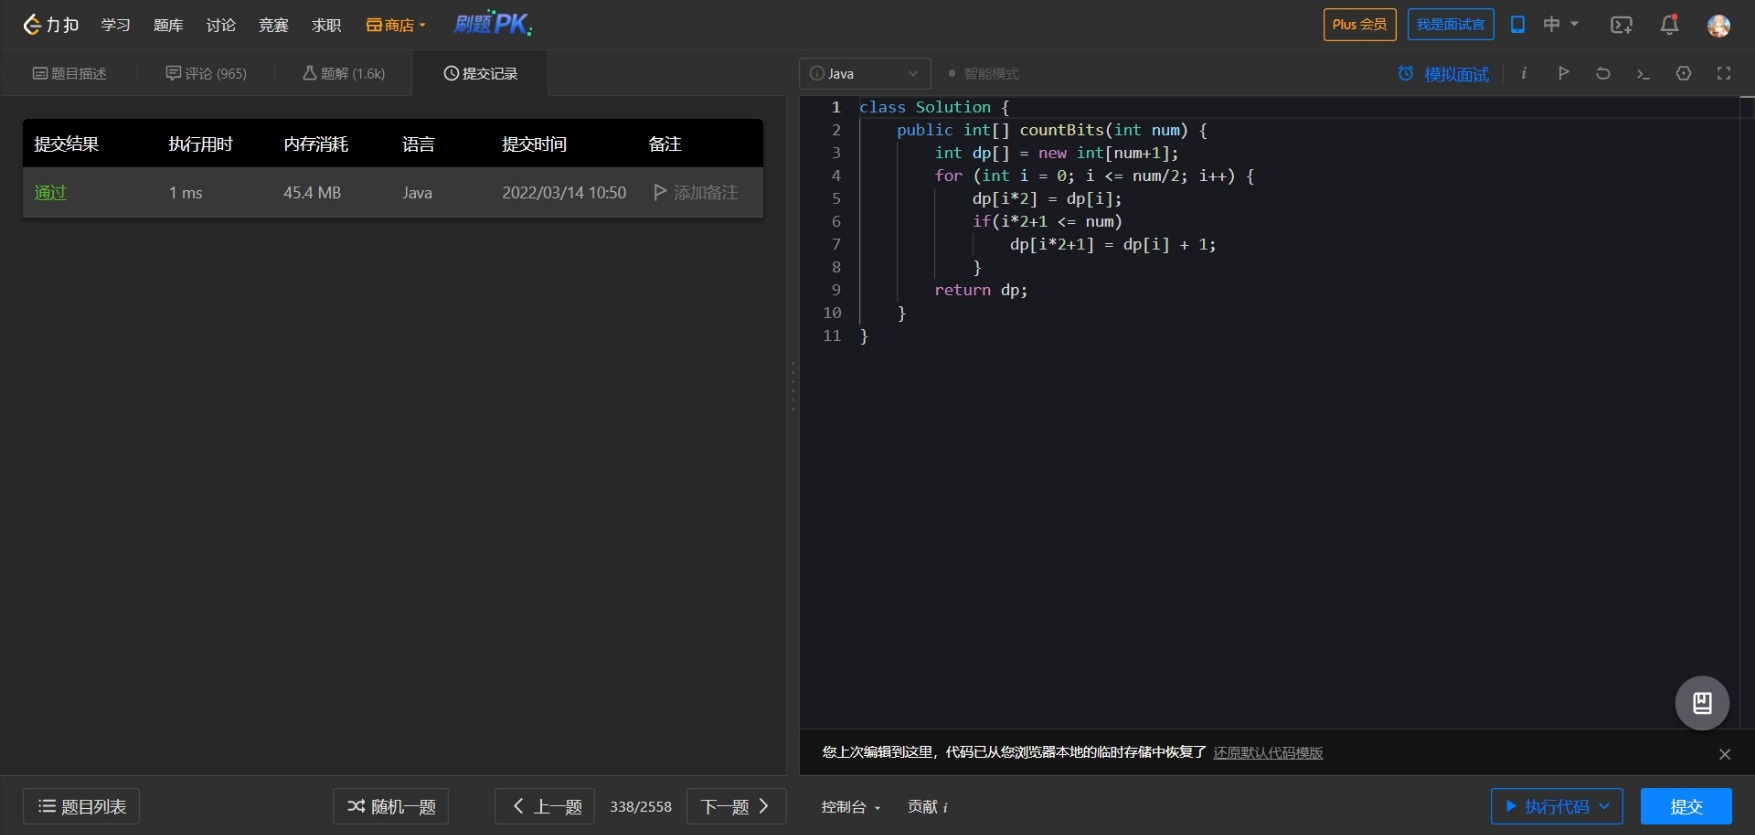 力扣 学习 题库 讨论 竞赛 求职 商店 刷题PK Plus 会员 我是面试官 中
题目描述 评论 (965) 题解 (1.6k) 提交记录
提交结果 执行用时 内存消耗 语言 提交时间 备注
通过 1 ms 45.4 MB Java 2022/03/14 10:50 添加备注
Java 智能模式 模拟面试 i
1 class Solution {
2 public int[] countBits(int num) {
3 int dp[] = new int[num+1];
4 for (int i = 0; i <= num/2; i++) {
5 dp[i*2] = dp[i];
6 if(i*2+1 <= num)
7 dp[i*2+1] = dp[i] + 1;
8 }
9 return dp;
10 }
11 }
您上次编辑到这里，代码已从您浏览器本地的临时存储中恢复了 还原默认代码模版
题目列表 随机一题 上一题 338/2558 下一题 控制台 贡献 i 执行代码 提交